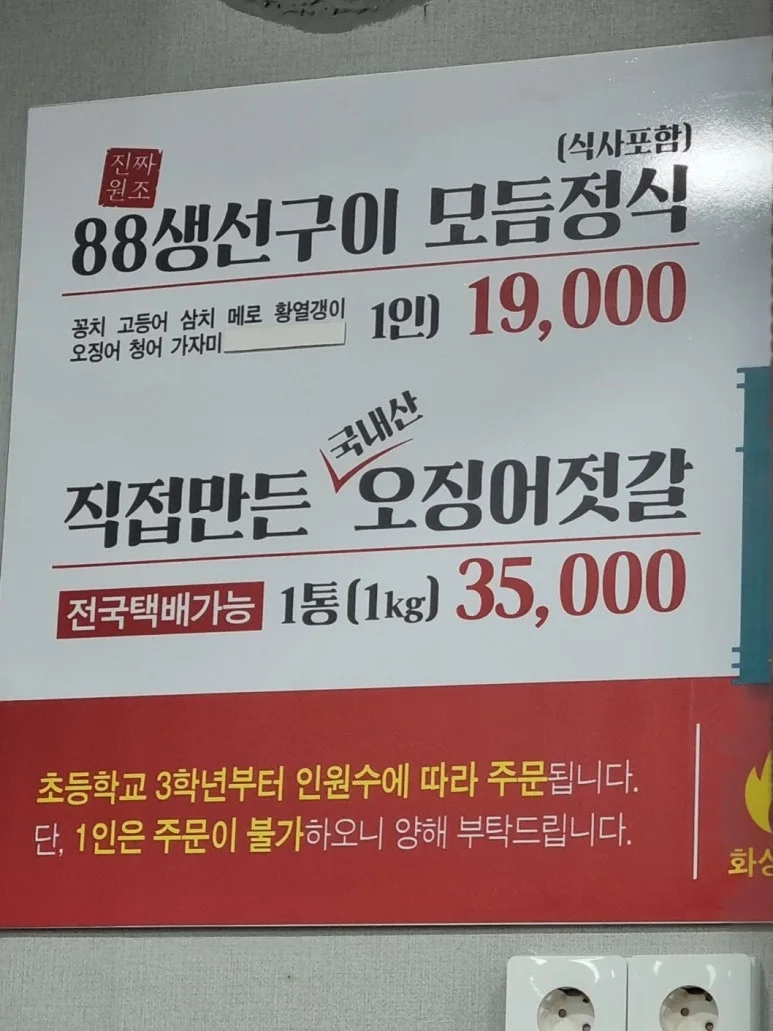 진짜
원조
(식사포함)
88생선구이 모듬정식
꽁치 고등어 삼치 메로 황열갱이
오징어 청어 가자미
1인) 19,000
국내산
직접만든 오징어젓갈
전국택배가능 1통(1kg) 35,000
초등학교 3학년부터 인원수에 따라 주문됩니다.
단, 1인은 주문이 불가하오니 양해 부탁드립니다.